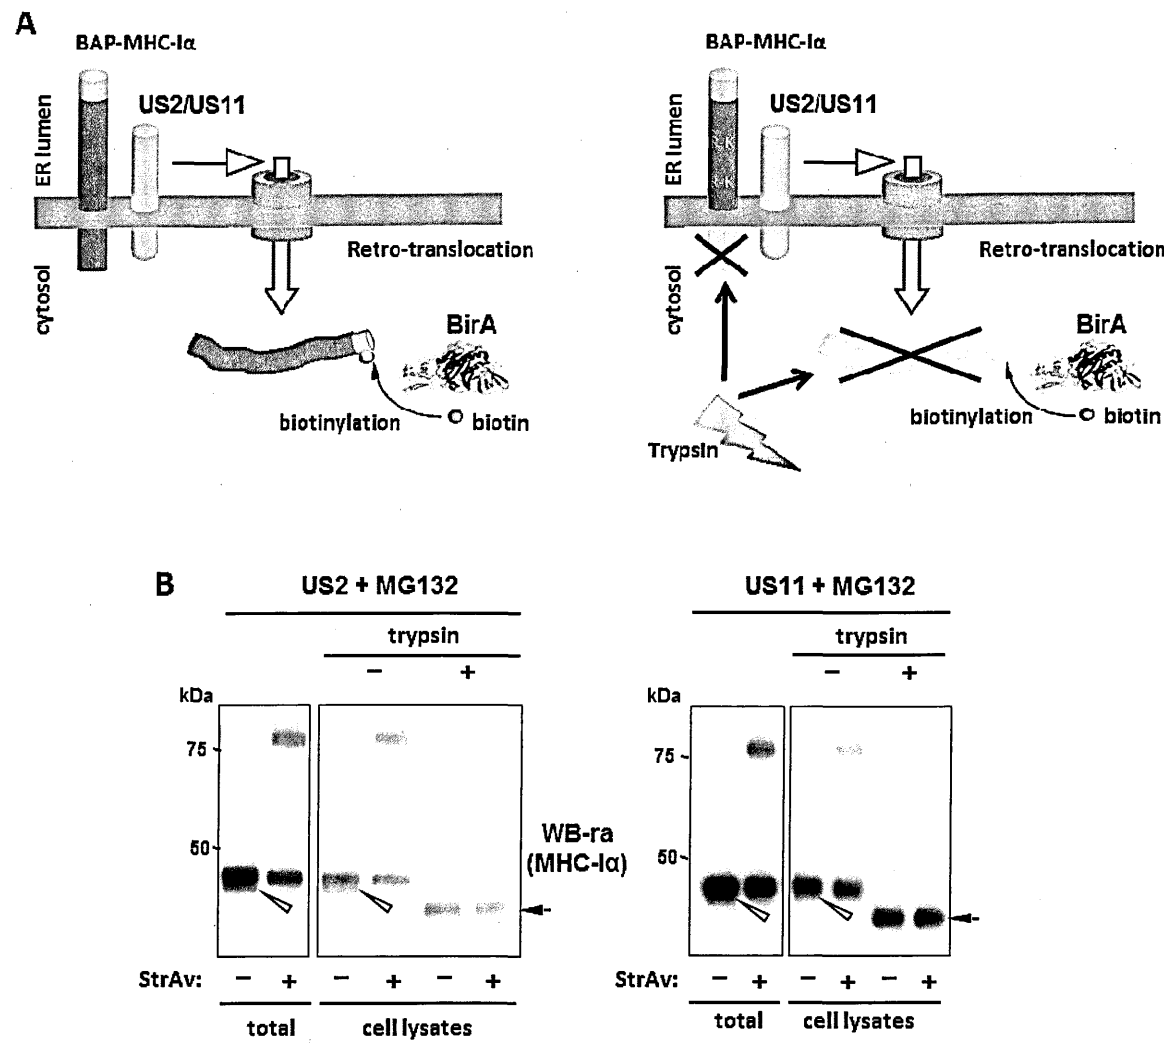 A
BAP-MHC-Iα
US2/US11
ER lumen
cytosol
Retro-translocation
BirA
biotinylation
biotin
BAP-MHC-Iα
US2/US11
ER lumen
cytosol
Retro-translocation
BirA
biotinylation
biotin
Trypsin
B
US2 + MG132
trypsin
− +
kDa
75
50
StrAv: − + − + − +
total cell lysates
WB-ra
(MHC-Iα)
US11 + MG132
trypsin
− +
75
50
StrAv: − + − + − +
total cell lysates